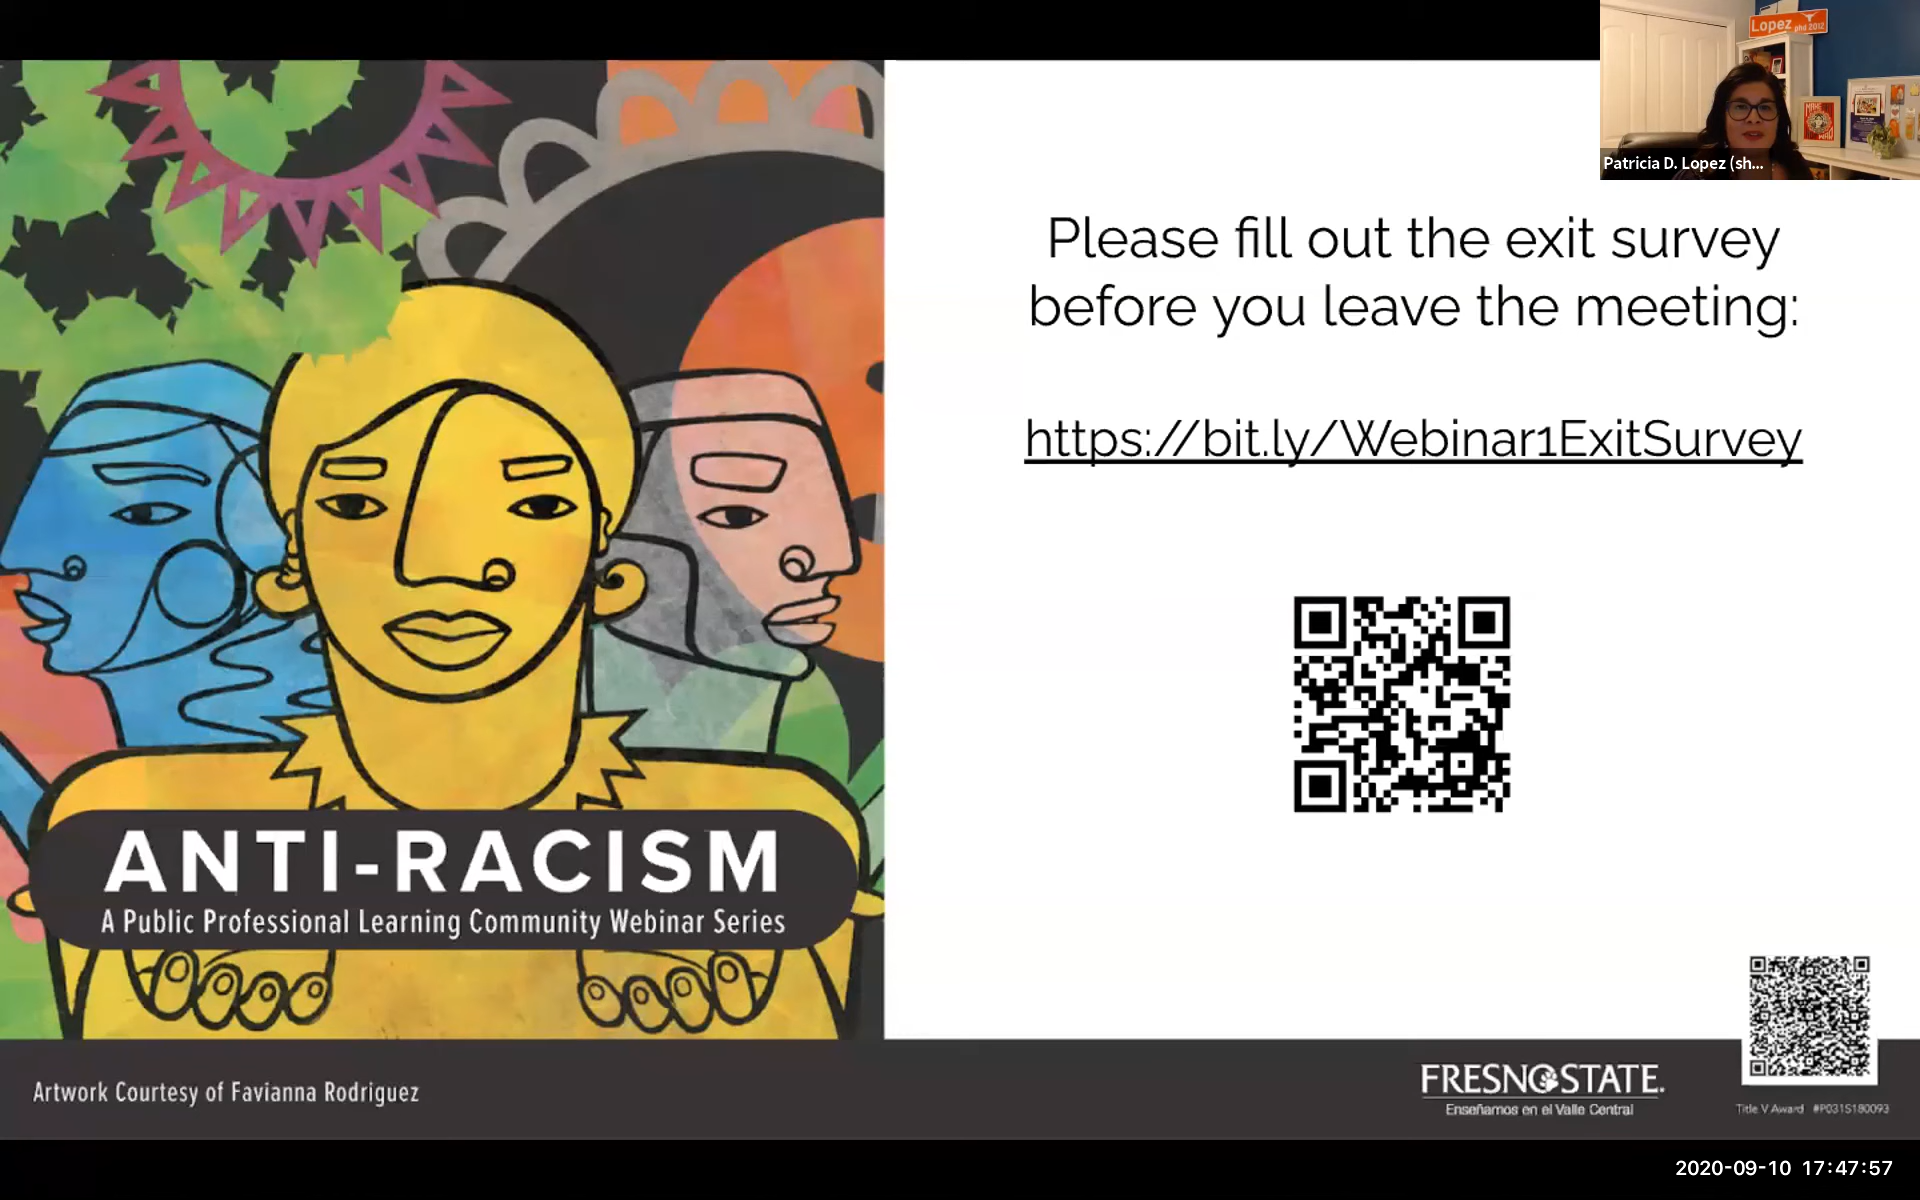 Lopez phd 2012
Patricia D. Lopez (sh...
Please fill out the exit survey
before you leave the meeting:
https://bit.ly/Webinar1ExitSurvey
ANTI-RACISM
A Public Professional Learning Community Webinar Series
Artwork Courtesy of Favianna Rodriguez
FRESNO STATE.
Enseñamos en el Valle Central
Title V Award #P031S180093
2020-09-10 17:47:57